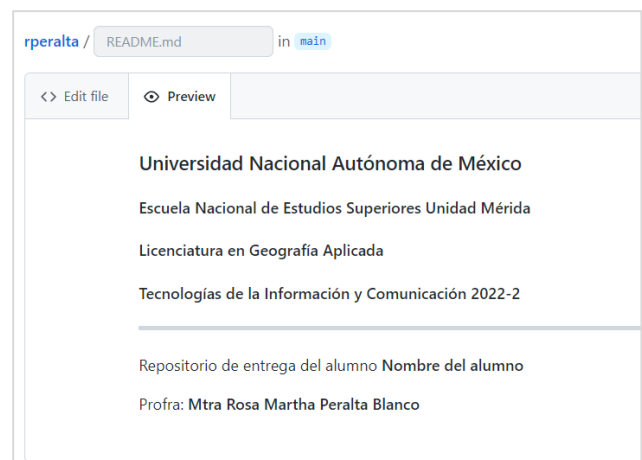 rperalta / README.md in main
<> Edit file Preview
Universidad Nacional Autónoma de México
Escuela Nacional de Estudios Superiores Unidad Mérida
Licenciatura en Geografía Aplicada
Tecnologías de la Información y Comunicación 2022-2
Repositorio de entrega del alumno Nombre del alumno
Profra: Mtra Rosa Martha Peralta Blanco